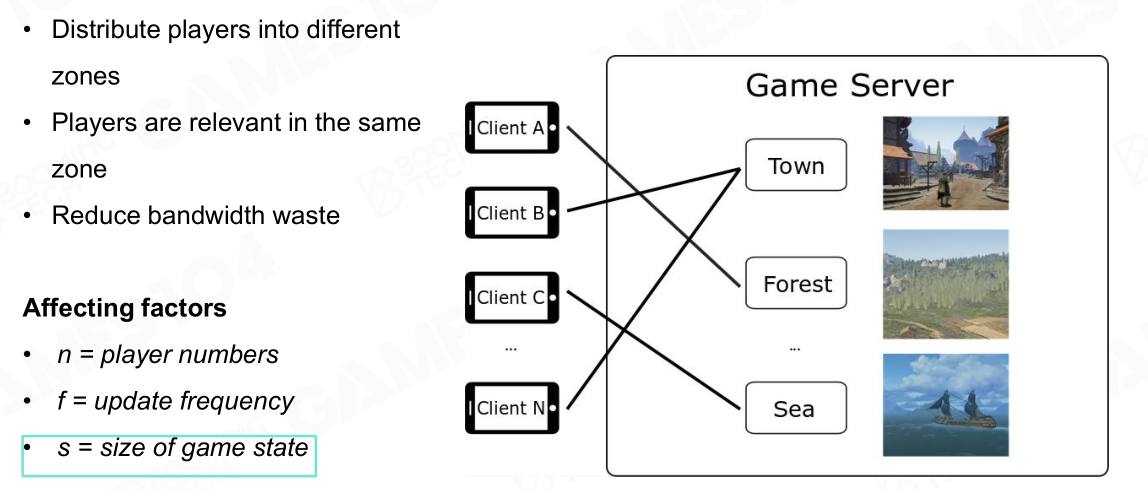 • Distribute players into different
zones
• Players are relevant in the same
zone
• Reduce bandwidth waste
Affecting factors
• n = player numbers
• f = update frequency
• s = size of game state
Game Server
Client A
Client B
Client C
...
Client N
Town
Forest
...
Sea